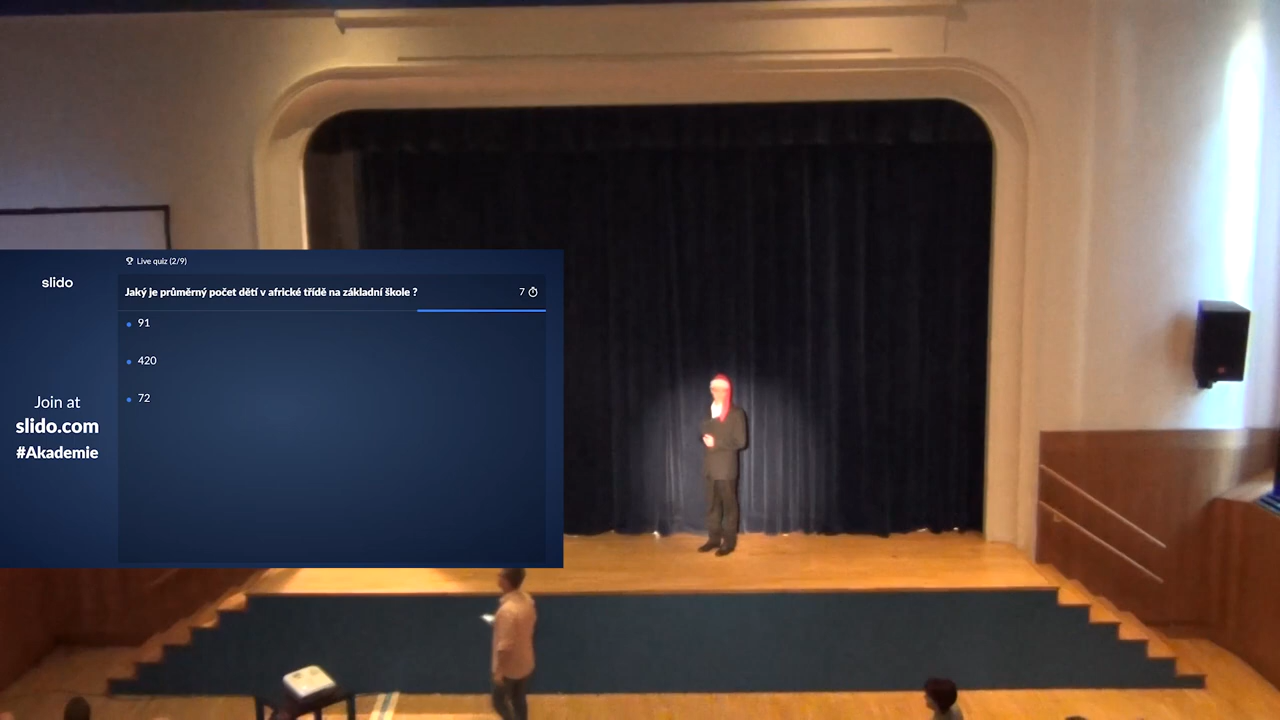 slido
Join at
slido.com
#Akademie
Live quiz (2/9)
Jaký je průměrný počet dětí v africké třídě na základní škole ?
7
91
420
72